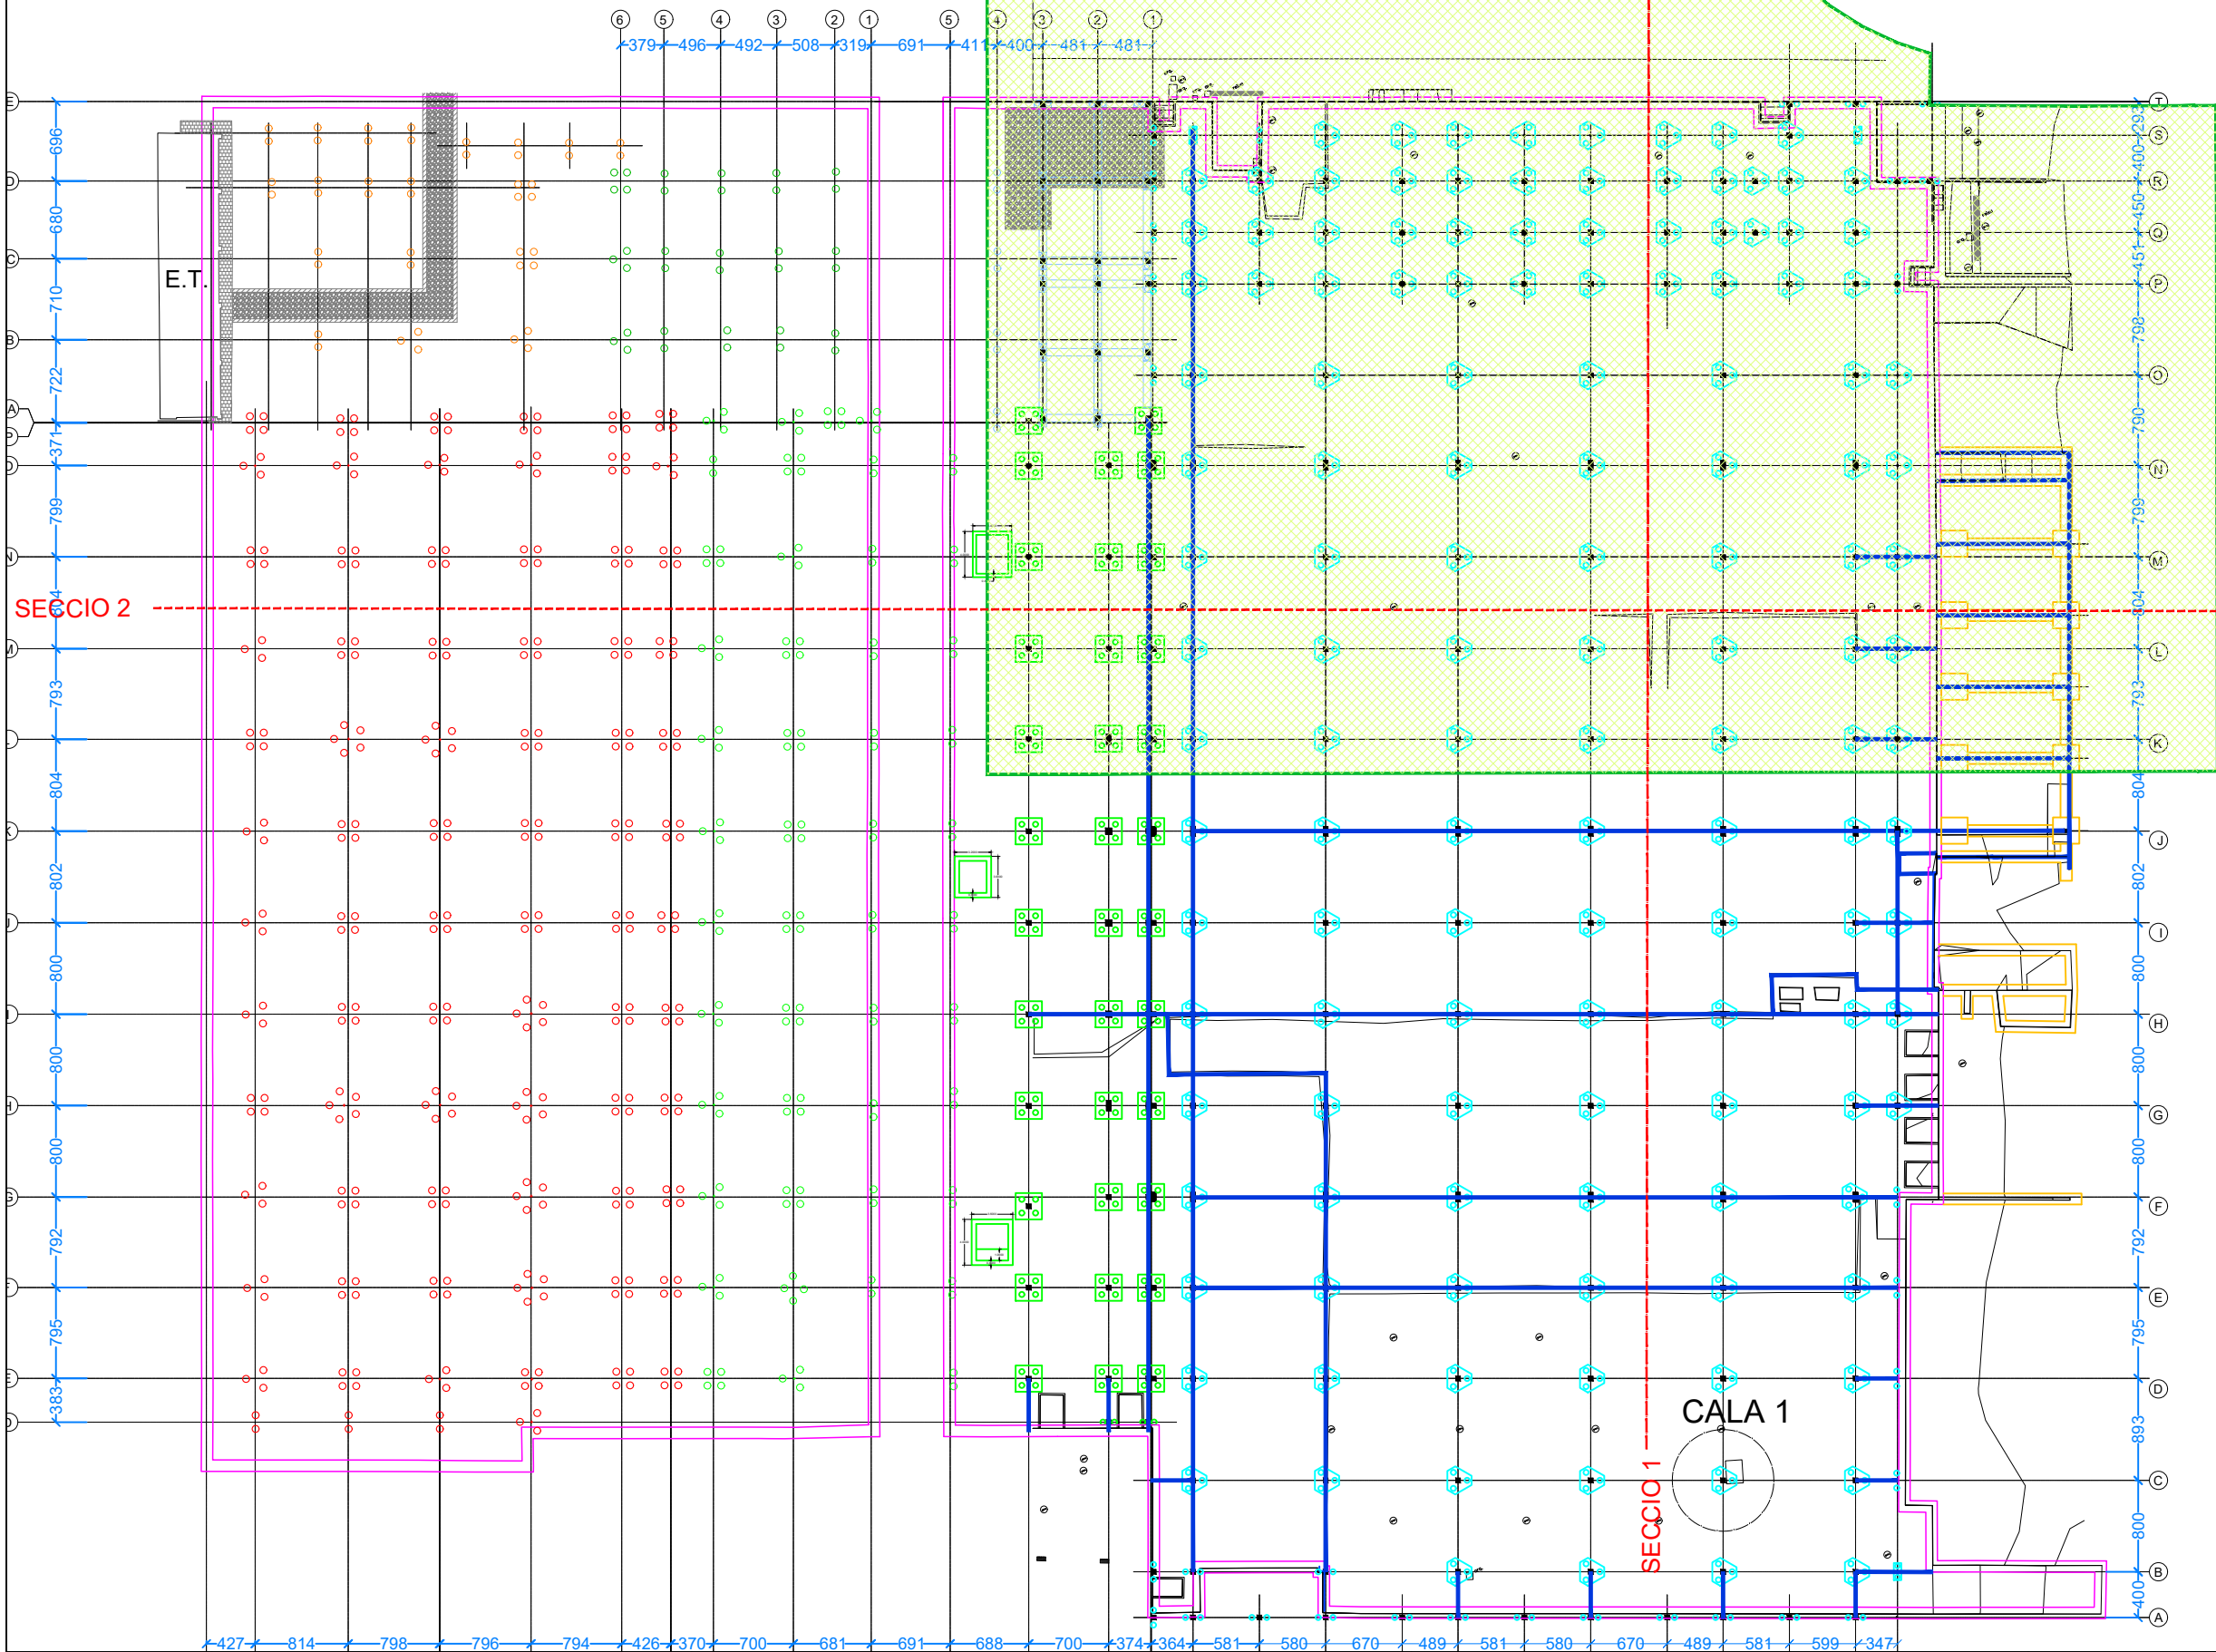 6 5 4 3 2 1 5 4 3 2 1
379 496 492 508 319 691 411 400 481 481
E T
696 293
S
D 400 R
680 450
Q
C 451
E.T. P
710 798
B
O
722 790
A
P 371
O N
799 799
N M
SECCIO 2 804 804
M L
793 793
L K
804 804
K J
802 802
J I
800 800
I H
800 800
H G
800 800
G F
792 792
F E
795 795
E D
383 CALA 1 893
D
SECCIO 1 C
800
B
400
A
427 814 798 796 794 426 370 700 681 691 688 700 374 364 581 580 670 489 581 580 670 489 581 599 347